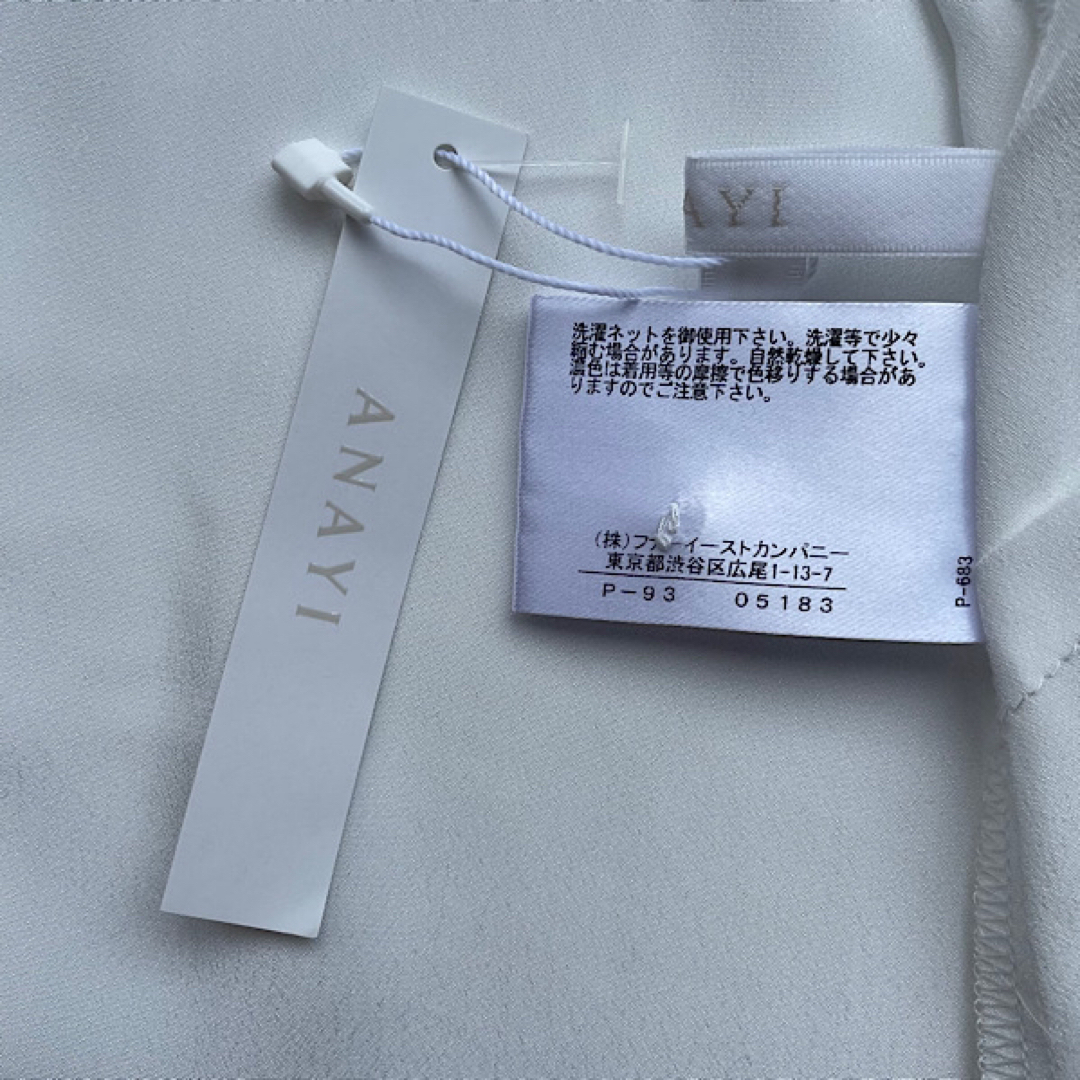 ANAYI
AYI
洗濯ネットを御使用下さい。洗濯等で少々
縮む場合があります。自然乾燥して下さい。
濃色は着用等の摩擦で色移りする場合があ
りますのでご注意下さい。
(株)ファーイーストカンパニー
東京都渋谷区広尾1-13-7
P-93 05183
P-683